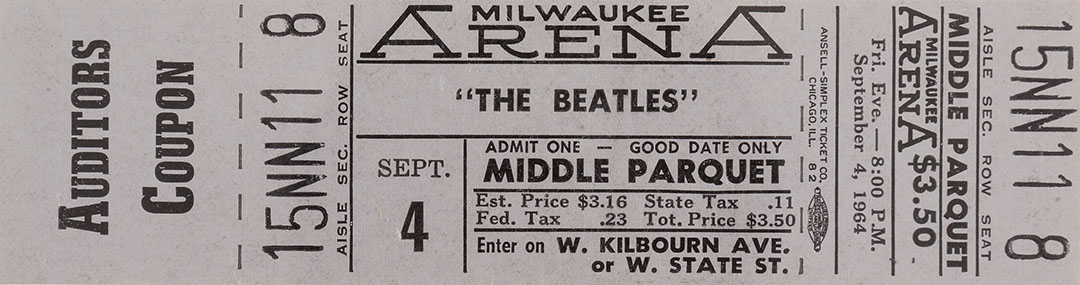 AUDITORS
COUPON
15NN11 8
AISLE SEC. ROW SEAT
MILWAUKEE
ARENA
"THE BEATLES"
SEPT.
4
ADMIT ONE — GOOD DATE ONLY
MIDDLE PARQUET
Est. Price $3.16 State Tax .11
Fed. Tax .23 Tot. Price $3.50
Enter on W. KILBOURN AVE.
or W. STATE ST.
ANSELL-SIMPLEX TICKET CO.
CHICAGO, ILL. 82
Fri. Eve.—8:00 P.M.
September 4, 1964
MILWAUKEE
ARENA $3.50
MIDDLE PARQUET
AISLE SEC. ROW SEAT
15NN11 8